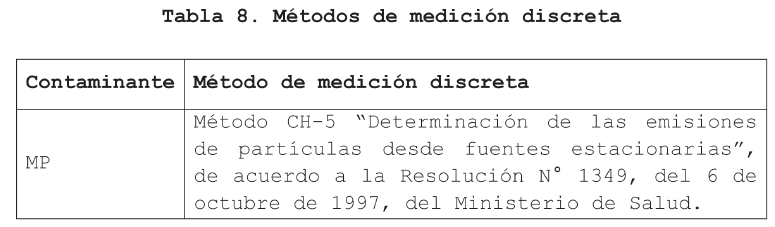 Tabla 8. Métodos de medición discreta
Contaminante Método de medición discreta
MP
Método CH-5 “Determinación de las emisiones
de partículas desde fuentes estacionarias”,
de acuerdo a la Resolución N° 1349, del 6 de
octubre de 1997, del Ministerio de Salud.